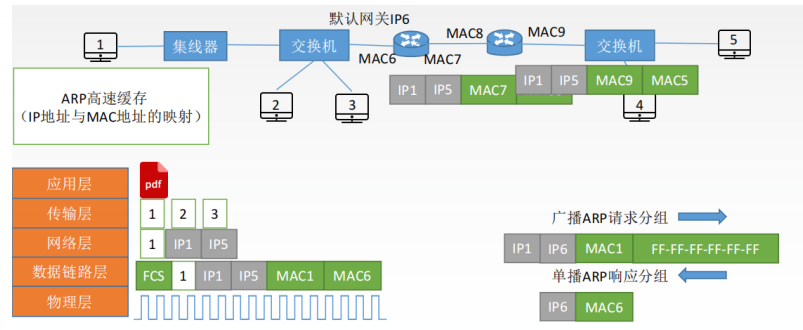 默认网关IP6
1
集线器
交换机
MAC6
MAC7
MAC8
MAC9
交换机
5
ARP高速缓存
(IP地址与MAC地址的映射)
2
3
4
IP1 IP5 MAC7
IP1 IP5 MAC9 MAC5
应用层
pdf
传输层
1 2 3
网络层
1 IP1 IP5
数据链路层
FCS 1 IP1 IP5 MAC1 MAC6
物理层
广播ARP请求分组
IP1 IP6 MAC1 FF-FF-FF-FF-FF-FF
单播ARP响应分组
IP6 MAC6